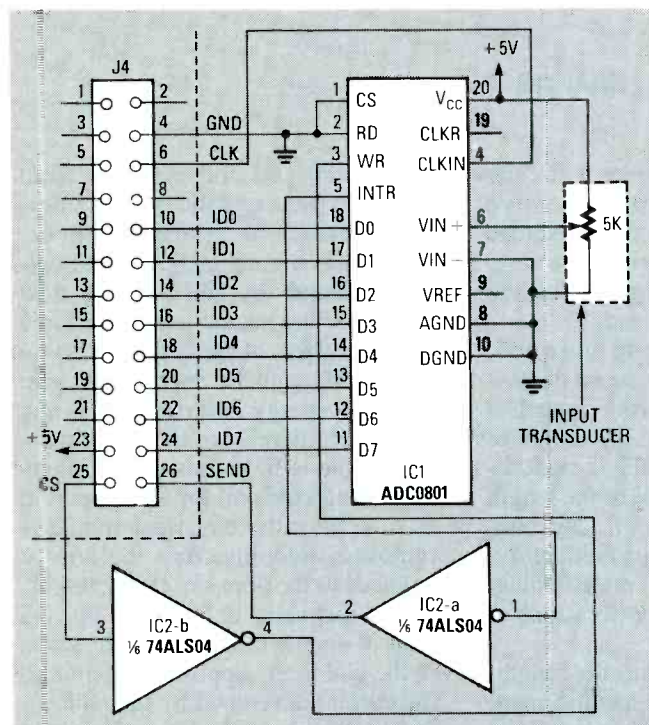 J4
1 2
3 4 GND
5 6 CLK
7 8
9 10 ID0
11 12 ID1
13 14 ID2
15 16 ID3
17 18 ID4
19 20 ID5
21 22 ID6
+5V 23 24 ID7
25 26 SEND
CS
1 CS
2 RD
3 WR
5 INTR
18 D0
17 D1
16 D2
15 D3
14 D4
13 D5
12 D6
11 D7
+5V
VCC 20
CLKR 19
CLKIN 4
VIN+ 6
VIN− 7
VREF 9
AGND 8
DGND 10
IC1
ADC0801
5K
INPUT
TRANSDUCER
3 IC2-b 4
1/6 74ALS04
2 IC2-a 1
1/6 74ALS04